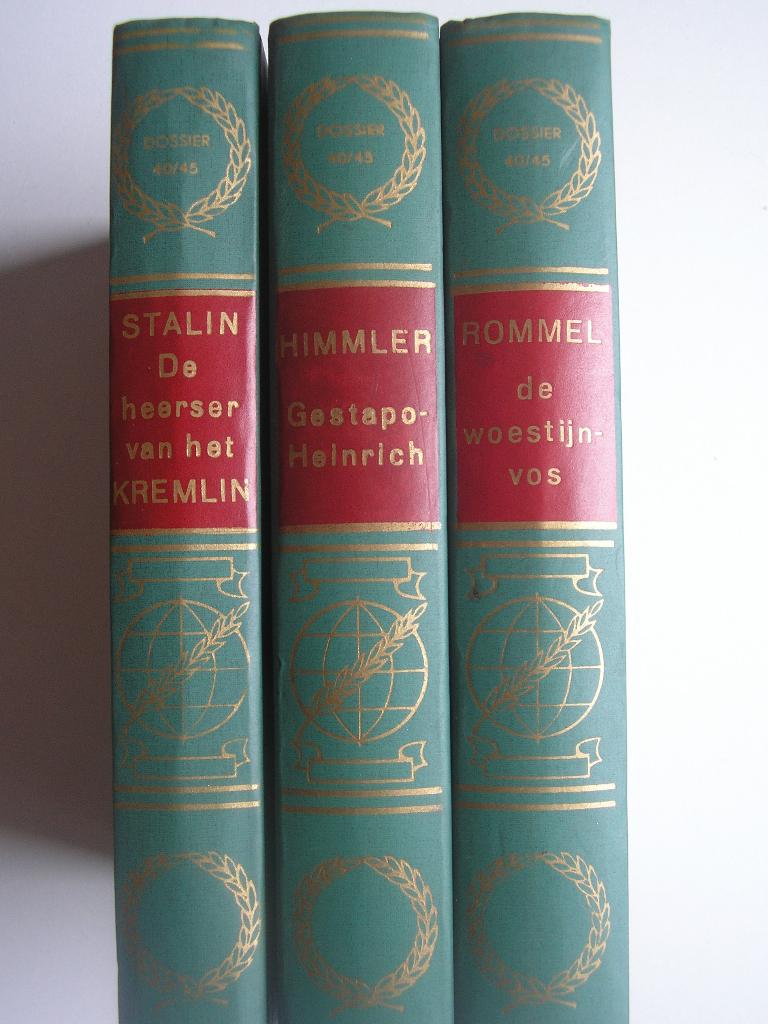 DOSSIER
40/45
STALIN
De
heerser
van het
KREMLIN
DOSSIER
40/45
HIMMLER
Gestapo-
Heinrich
DOSSIER
40/45
ROMMEL
de
woestijn-
vos